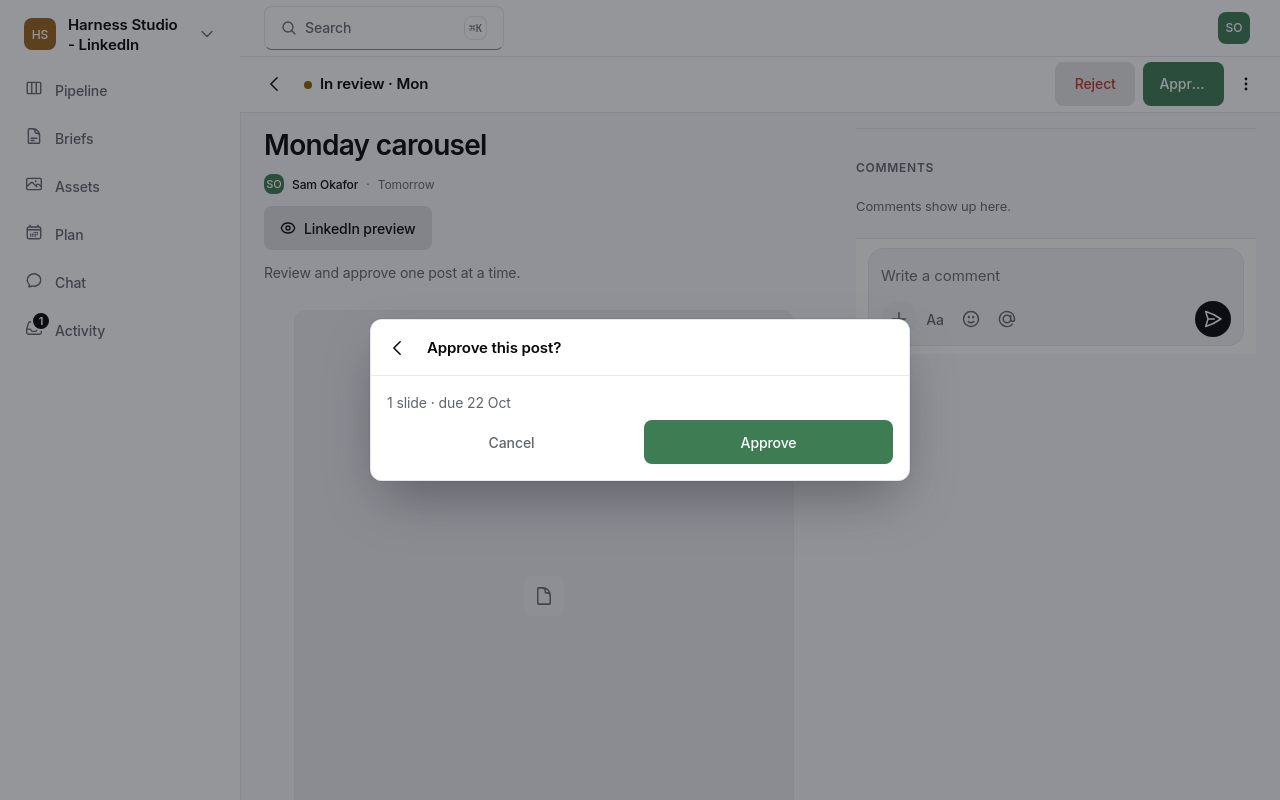 HS
Harness Studio
- LinkedIn
Search
⌘K
SO
Pipeline
Briefs
Assets
Plan
Chat
1
Activity
In review · Mon
Reject
Appr…
Monday carousel
SO
Sam Okafor · Tomorrow
LinkedIn preview
Review and approve one post at a time.
COMMENTS
Comments show up here.
Write a comment
Aa
Approve this post?
1 slide · due 22 Oct
Cancel
Approve